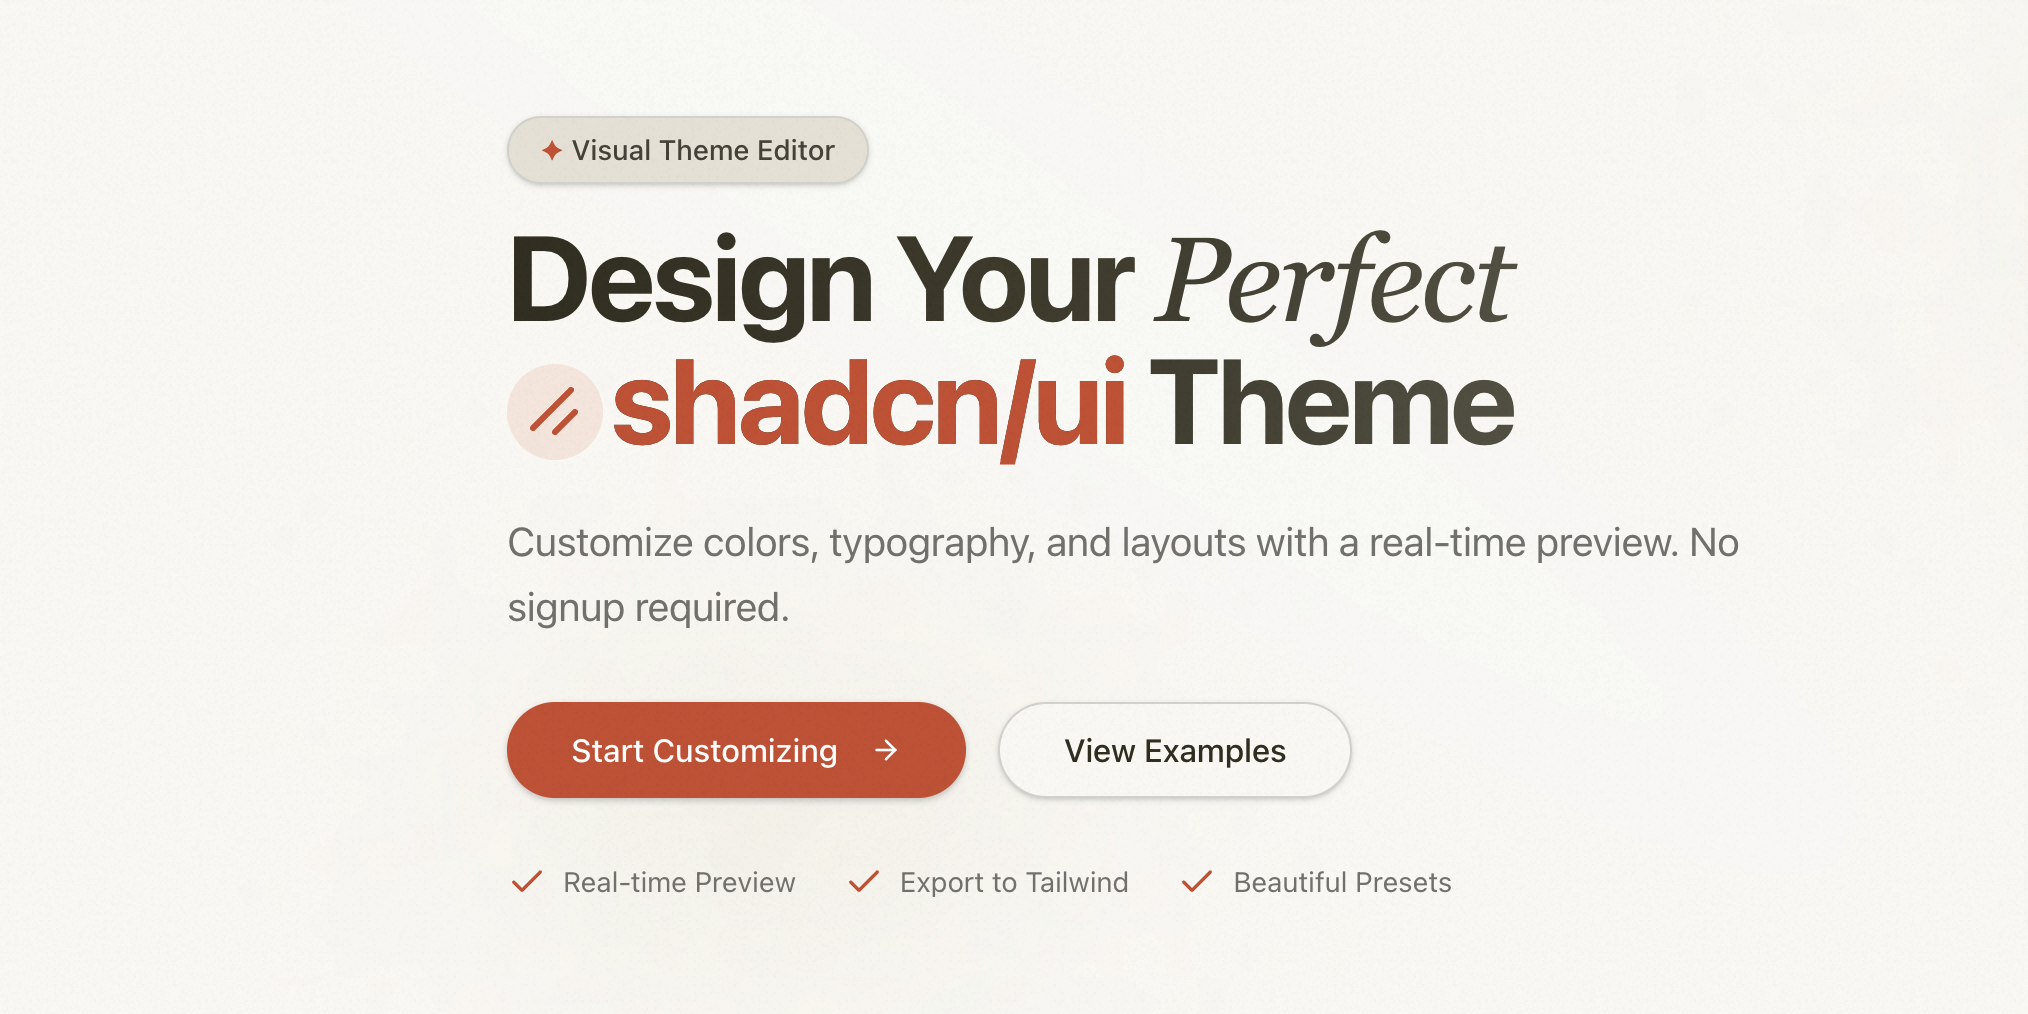 Visual Theme Editor
Design Your Perfect
shadcn/ui Theme
Customize colors, typography, and layouts with a real-time preview. No
signup required.
Start Customizing → View Examples
Real-time Preview Export to Tailwind Beautiful Presets